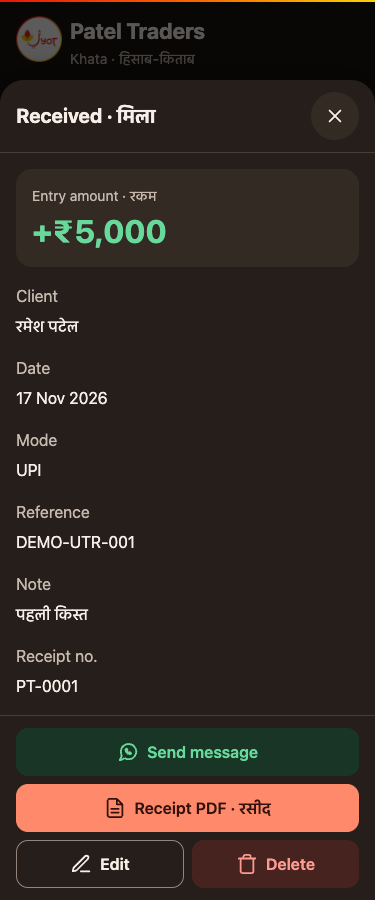 Jyot
Patel Traders
Khata · हिसाब-किताब
Received · मिला
Entry amount · रकम
+₹5,000
Client
रमेश पटेल
Date
17 Nov 2026
Mode
UPI
Reference
DEMO-UTR-001
Note
पहली किस्त
Receipt no.
PT-0001
Send message
Receipt PDF · रसीद
Edit
Delete